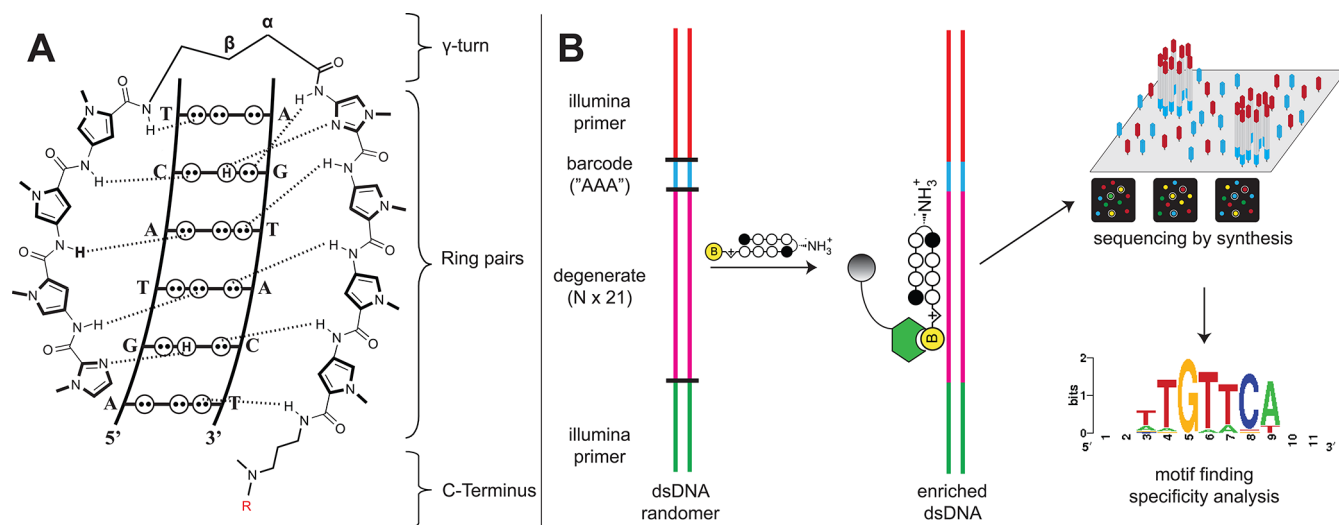 A
α
β
γ-turn
T A
C G
A T
T A
G C
A T
5’ 3’
O
N
H
N
O
N
H
N
O
N
H
N
O
N
H
N
O
N
N
O
H
N
N
N
O
H
N
N
O
H
N
N
O
H
N
N
O
H
N
N
R
H
H
Ring pairs
C-Terminus
B
illumina
primer
barcode
("AAA")
degenerate
(N x 21)
illumina
primer
dsDNA
randomer
B + NH3+
NH3+
B +
enriched
dsDNA
sequencing by synthesis
bits
2
1
0
TTGTTCA
5′ 1 2 3 4 5 6 7 8 9 10 11 3′
motif finding
specificity analysis